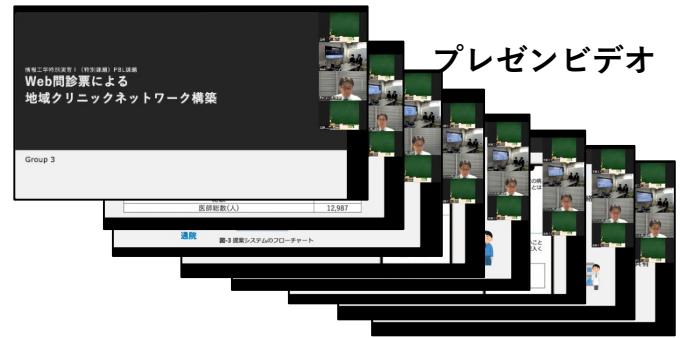 プレゼンビデオ
情報工学特別演習Ⅰ（特別課題）PBL課題
Web問診票による
地域クリニックネットワーク構築
Group 3
医師総数(人) 12,987
通院
図-3 提案システムのフローチャート